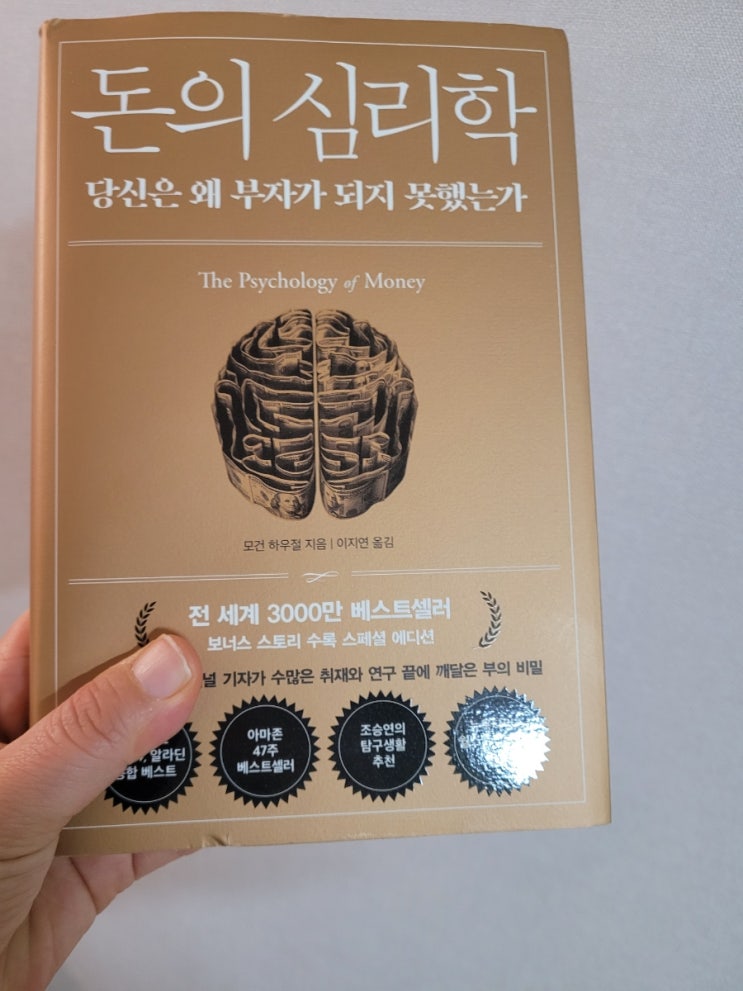 돈의 심리학
당신은 왜 부자가 되지 못했는가
The Psychology of Money
모건 하우절 지음 | 이지연 옮김
전 세계 3000만 베스트셀러
보너스 스토리 수록 스페셜 에디션
널 기자가 수많은 취재와 연구 끝에 깨달은 부의 비밀
알라딘
종합 베스트
아마존
47주
베스트셀러
조승연의
탐구생활
추천